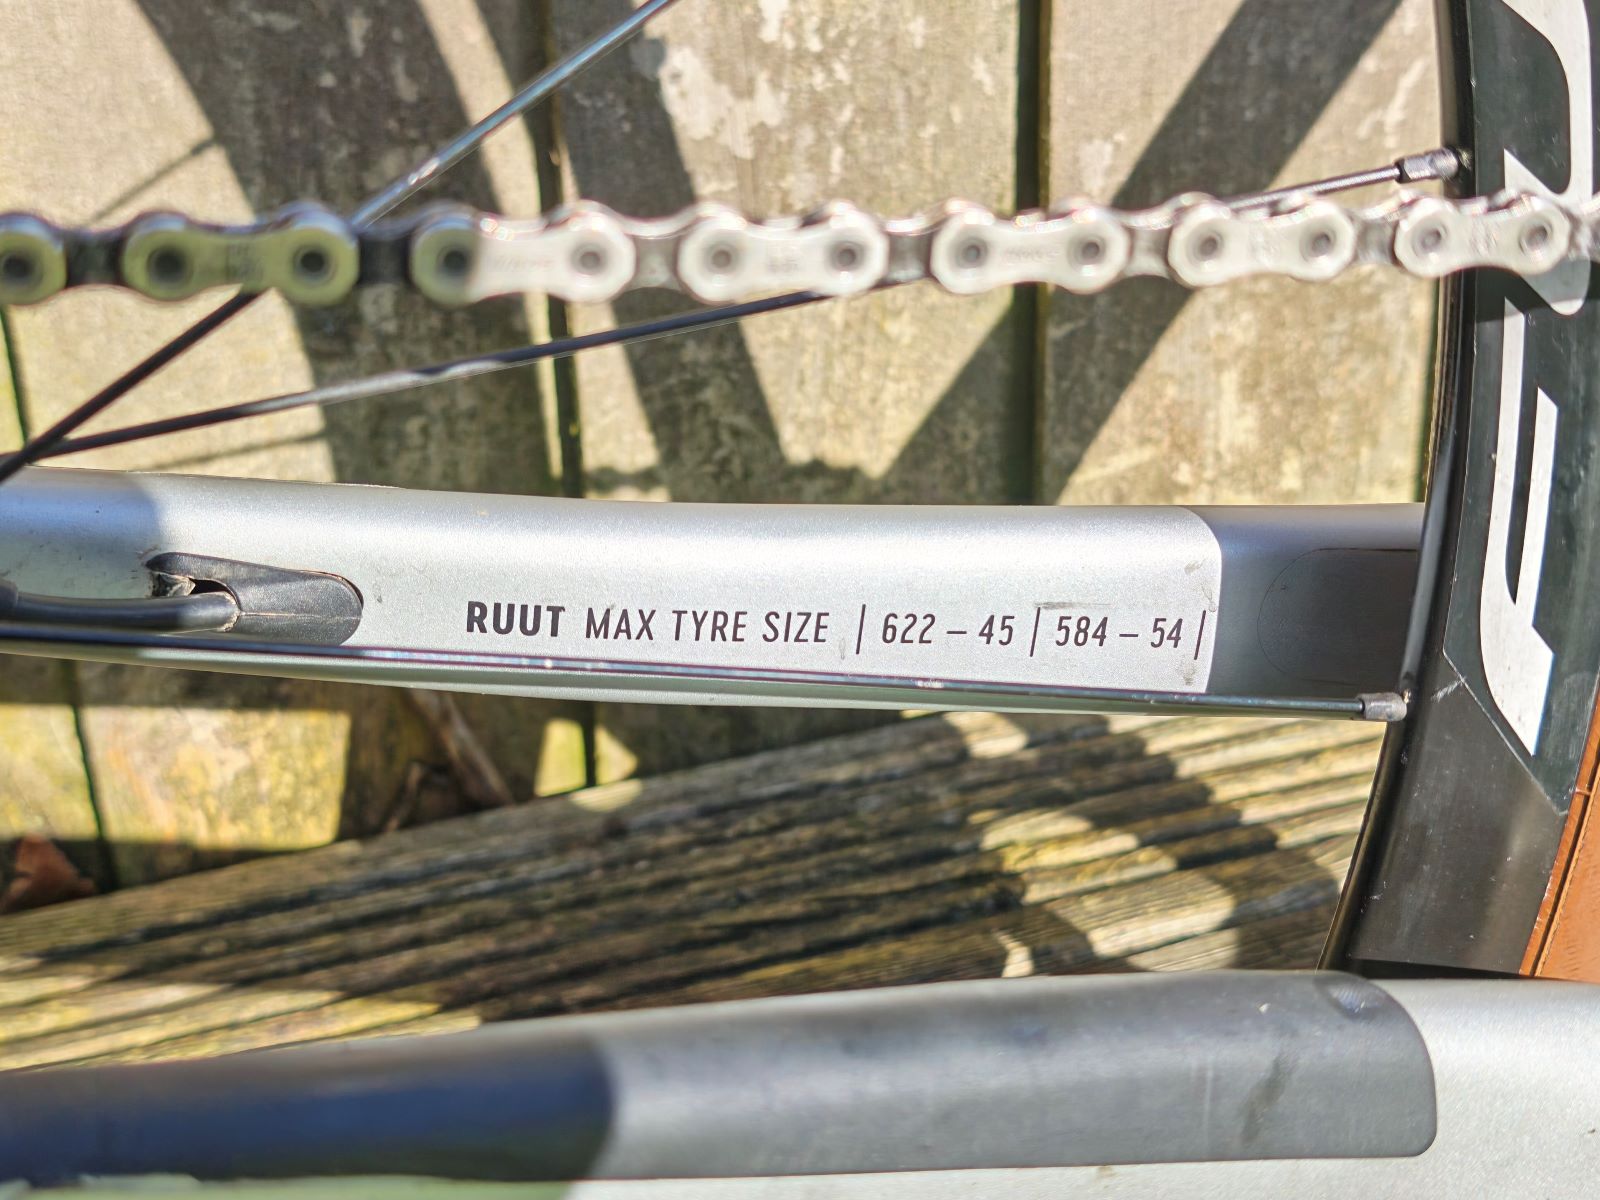 RUUT MAX TYRE SIZE | 622 – 45 | 584 – 54 |